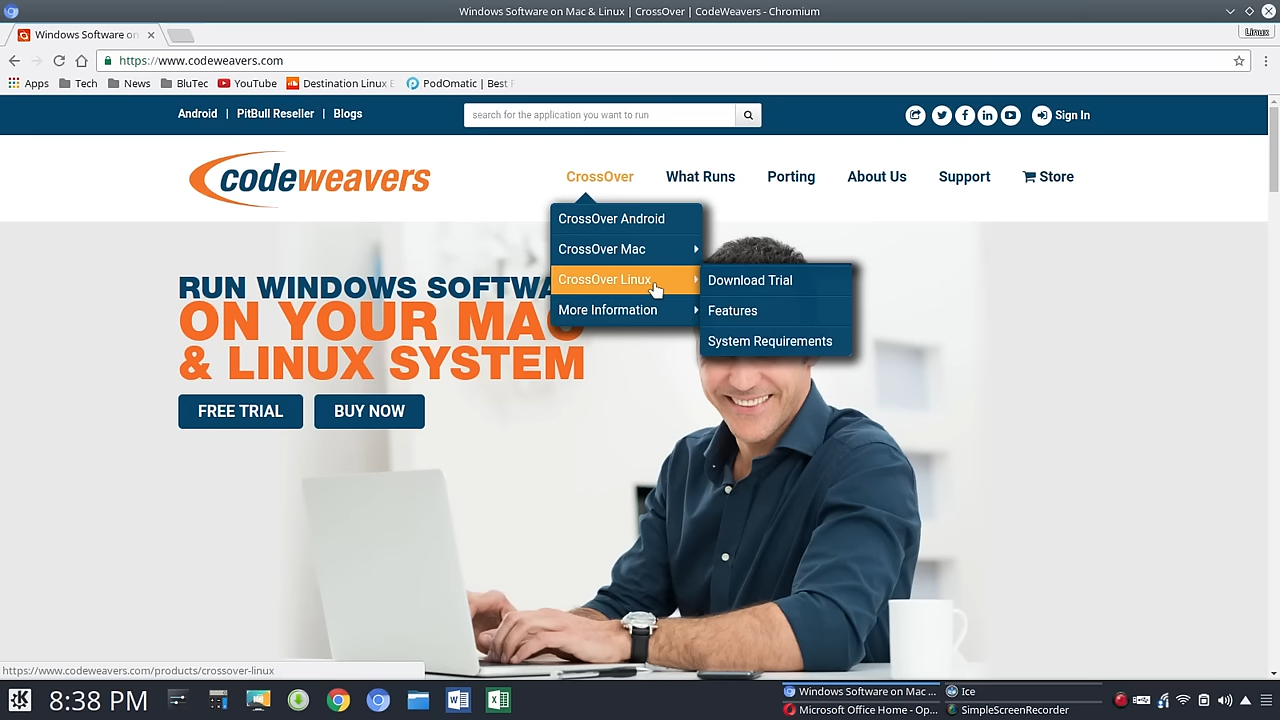 Windows Software on Mac & Linux | CrossOver | CodeWeavers - Chromium
Windows Software on
Linux
https://www.codeweavers.com
Apps
Tech
News
BluTec
YouTube
Destination Linux
PodOmatic | Best
Android | PitBull Reseller | Blogs
search for the application you want to run
Sign In
codeweavers
CrossOver
What Runs
Porting
About Us
Support
Store
CrossOver Android
CrossOver Mac
CrossOver Linux
More Information
Download Trial
Features
System Requirements
RUN WINDOWS SOFTWA
ON YOUR MAC
& LINUX SYSTEM
FREE TRIAL
BUY NOW
https://www.codeweavers.com/products/crossover-linux
8:38 PM
Windows Software on Mac ...
Ice
Microsoft Office Home - Op...
SimpleScreenRecorder